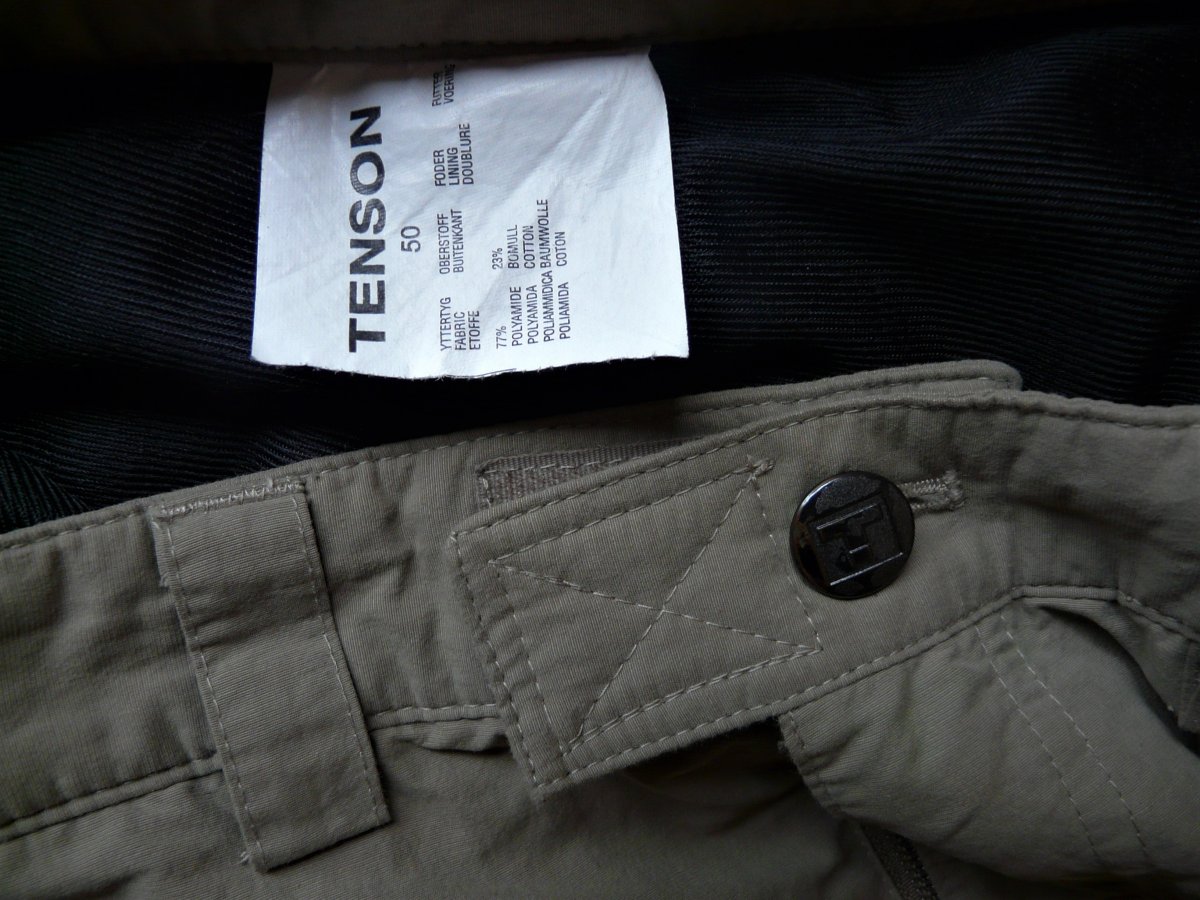 TENSON
50
YTTERTYG OBERSTOFF FODER FUTTER
FABRIC BUITENKANT LINING VOERING
ETOFFE DOUBLURE
77% 23%
POLYAMIDE BOMULL
POLYAMIDA COTTON
POLIAMMIDICA BAUMWOLLE
POLIAMIDA COTON